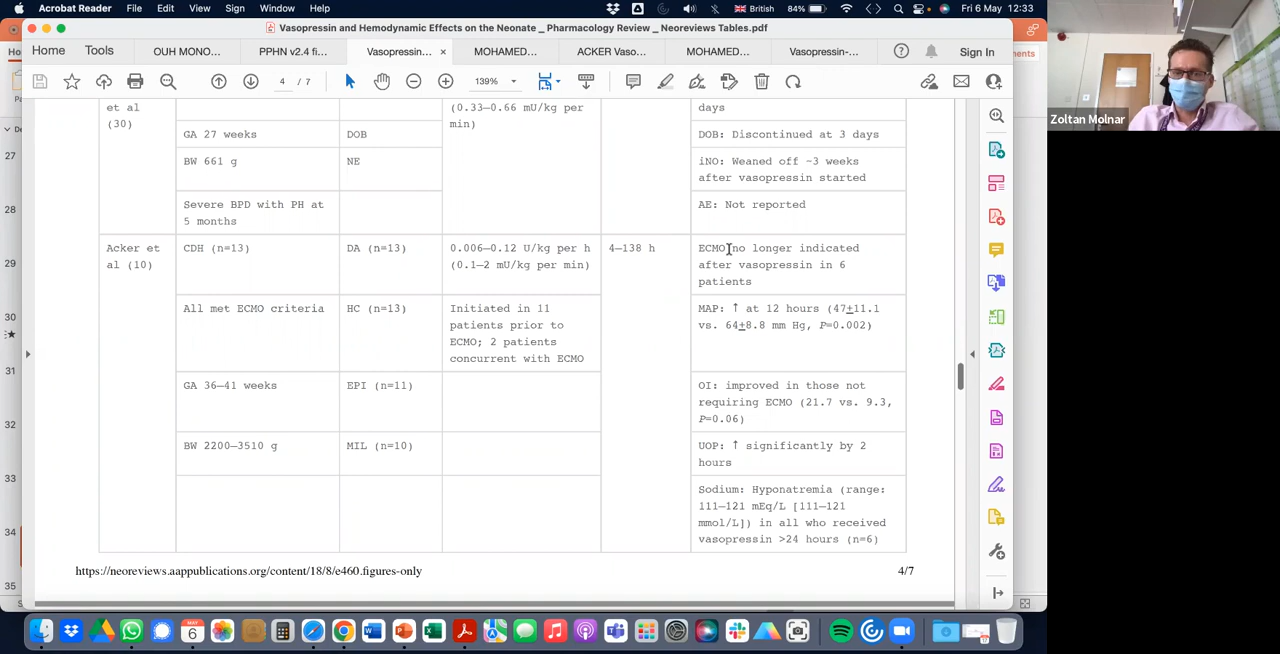 Acrobat Reader File Edit View Sign Window Help
84% British Fri 6 May 12:33
Vasopressin and Hemodynamic Effects on the Neonate _ Pharmacology Review _ Neoreviews Tables.pdf
Home Tools OUH MONO... PPHN v2.4 fi... Vasopressin... × MOHAMED... ACKER Vaso... MOHAMED... Vasopressin-... Sign In
4 / 7 139%
et al
(30)
(0.33–0.66 mU/kg per
min)
days
GA 27 weeks
DOB
DOB: Discontinued at 3 days
BW 661 g
NE
iNO: Weaned off ~3 weeks
after vasopressin started
Severe BPD with PH at
5 months
AE: Not reported
Acker et
al (10)
CDH (n=13)
DA (n=13)
0.006–0.12 U/kg per h
(0.1–2 mU/kg per min)
4–138 h
ECMO no longer indicated
after vasopressin in 6
patients
All met ECMO criteria
HC (n=13)
Initiated in 11
patients prior to
ECMO; 2 patients
concurrent with ECMO
MAP: ↑ at 12 hours (47±11.1
vs. 64±8.8 mm Hg, P=0.002)
GA 36–41 weeks
EPI (n=11)
OI: improved in those not
requiring ECMO (21.7 vs. 9.3,
P=0.06)
BW 2200–3510 g
MIL (n=10)
UOP: ↑ significantly by 2
hours
Sodium: Hyponatremia (range:
111–121 mEq/L [111–121
mmol/L]) in all who received
vasopressin >24 hours (n=6)
https://neoreviews.aappublications.org/content/18/8/e460.figures-only
4/7
27
28
29
30
31
32
33
34
35
Zoltan Molnar